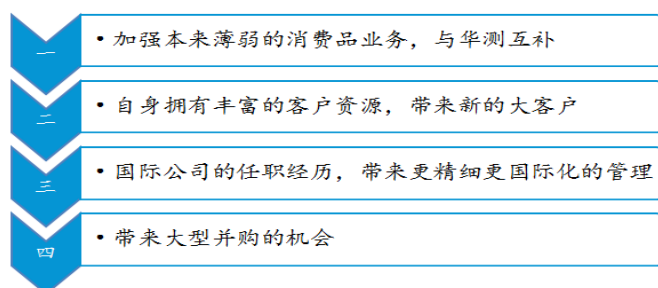 一
• 加强本来薄弱的消费品业务，与华测互补
二
• 自身拥有丰富的客户资源，带来新的大客户
三
• 国际公司的任职经历，带来更精细更国际化的管理
四
• 带来大型并购的机会